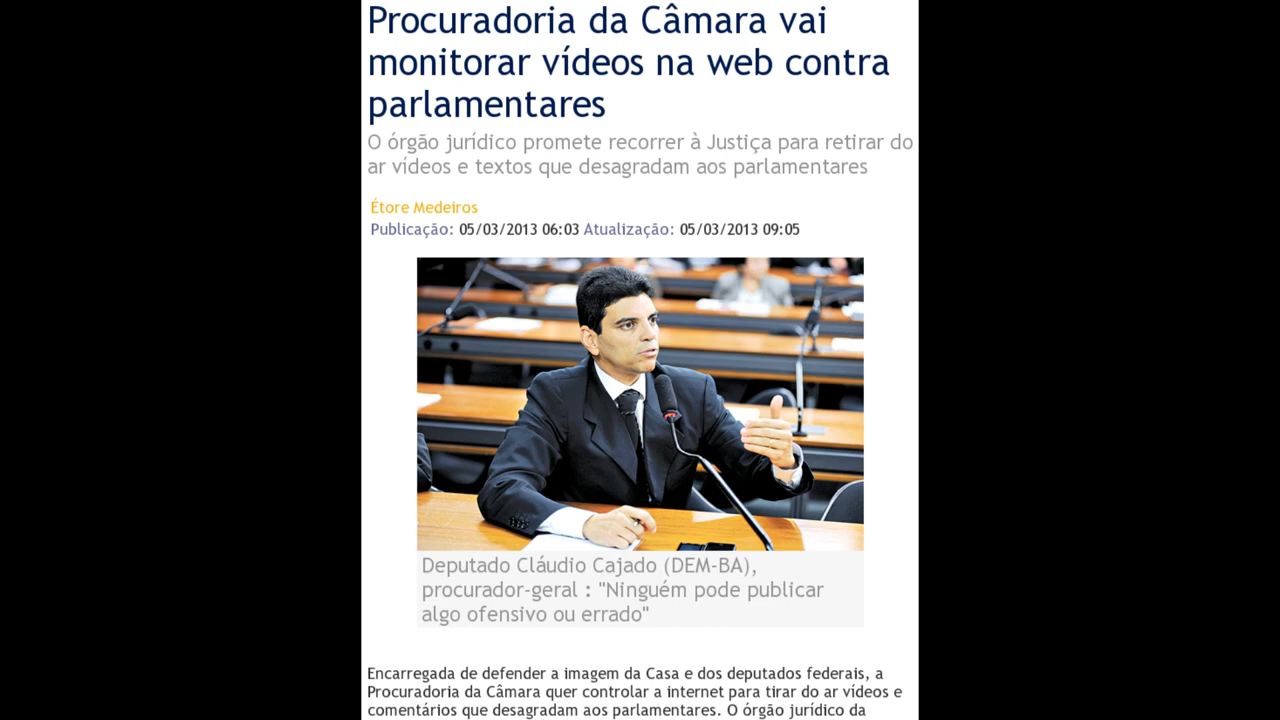 Procuradoria da Câmara vai
monitorar vídeos na web contra
parlamentares
O órgão jurídico promete recorrer à Justiça para retirar do
ar vídeos e textos que desagradam aos parlamentares
Étore Medeiros
Publicação: 05/03/2013 06:03 Atualização: 05/03/2013 09:05
Deputado Cláudio Cajado (DEM-BA),
procurador-geral : "Ninguém pode publicar
algo ofensivo ou errado"
Encarregada de defender a imagem da Casa e dos deputados federais, a
Procuradoria da Câmara quer controlar a internet para tirar do ar vídeos e
comentários que desagradam aos parlamentares. O órgão jurídico da